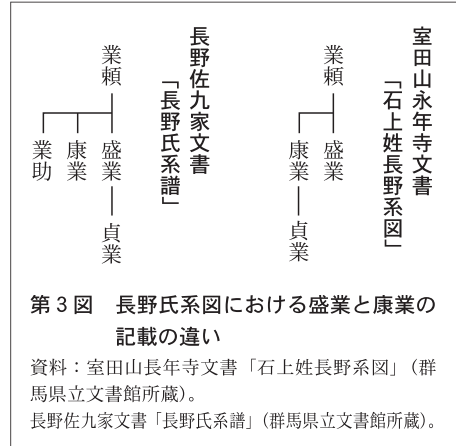 室田山永年寺文書
「石上姓長野系図」
業頼
盛業
康業
貞業
長野佐九家文書
「長野氏系譜」
業頼
盛業
貞業
康業
業助
第3図 長野氏系図における盛業と康業の
記載の違い
資料:室田山長年寺文書「石上姓長野系図」(群
馬県立文書館所蔵)。
長野佐九家文書「長野氏系譜」(群馬県立文書館所蔵)。